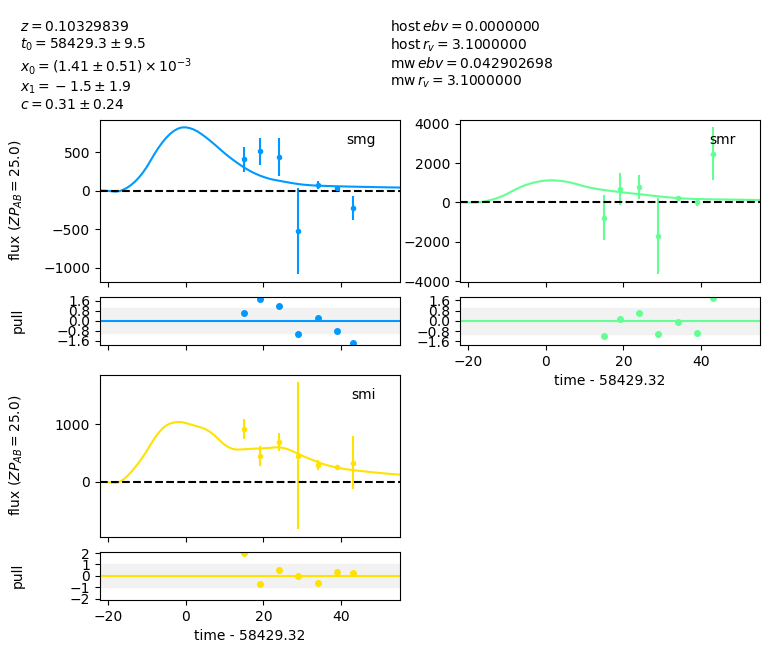 z = 0.10329839
t₀ = 58429.3 ± 9.5
x₀ = (1.41 ± 0.51) × 10⁻³
x₁ = −1.5 ± 1.9
c = 0.31 ± 0.24
host ebv = 0.0000000
host r_v = 3.1000000
mw ebv = 0.042902698
mw r_v = 3.1000000
flux (ZP_AB = 25.0)
500
0
−500
−1000
smg
4000
2000
0
−2000
−4000
smr
pull
1.6
0.8
0.0
−0.8
−1.6
1.6
0.8
0.0
−0.8
−1.6
−20
0
20
40
time - 58429.32
flux (ZP_AB = 25.0)
1000
0
smi
pull
2
1
0
−1
−2
−20
0
20
40
time - 58429.32